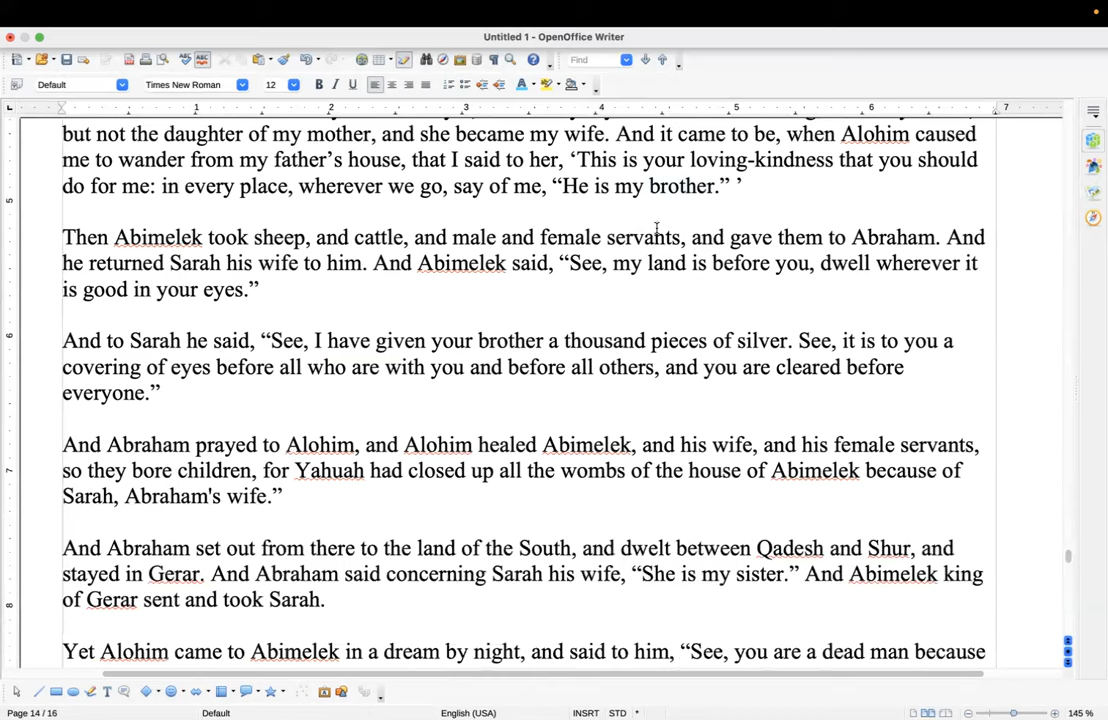 Untitled 1 - OpenOffice Writer
Find
Default
Times New Roman
12
1 2 3 4 5 6 7
but not the daughter of my mother, and she became my wife. And it came to be, when Alohim caused
me to wander from my father’s house, that I said to her, ‘This is your loving-kindness that you should
do for me: in every place, wherever we go, say of me, “He is my brother.” ’
Then Abimelek took sheep, and cattle, and male and female servants, and gave them to Abraham. And
he returned Sarah his wife to him. And Abimelek said, “See, my land is before you, dwell wherever it
is good in your eyes.”
And to Sarah he said, “See, I have given your brother a thousand pieces of silver. See, it is to you a
covering of eyes before all who are with you and before all others, and you are cleared before
everyone.”
And Abraham prayed to Alohim, and Alohim healed Abimelek, and his wife, and his female servants,
so they bore children, for Yahuah had closed up all the wombs of the house of Abimelek because of
Sarah, Abraham's wife.”
And Abraham set out from there to the land of the South, and dwelt between Qadesh and Shur, and
stayed in Gerar. And Abraham said concerning Sarah his wife, “She is my sister.” And Abimelek king
of Gerar sent and took Sarah.
Yet Alohim came to Abimelek in a dream by night, and said to him, “See, you are a dead man because
5
6
7
8
Page 14 / 16
Default
English (USA)
INSRT
STD
*
145 %